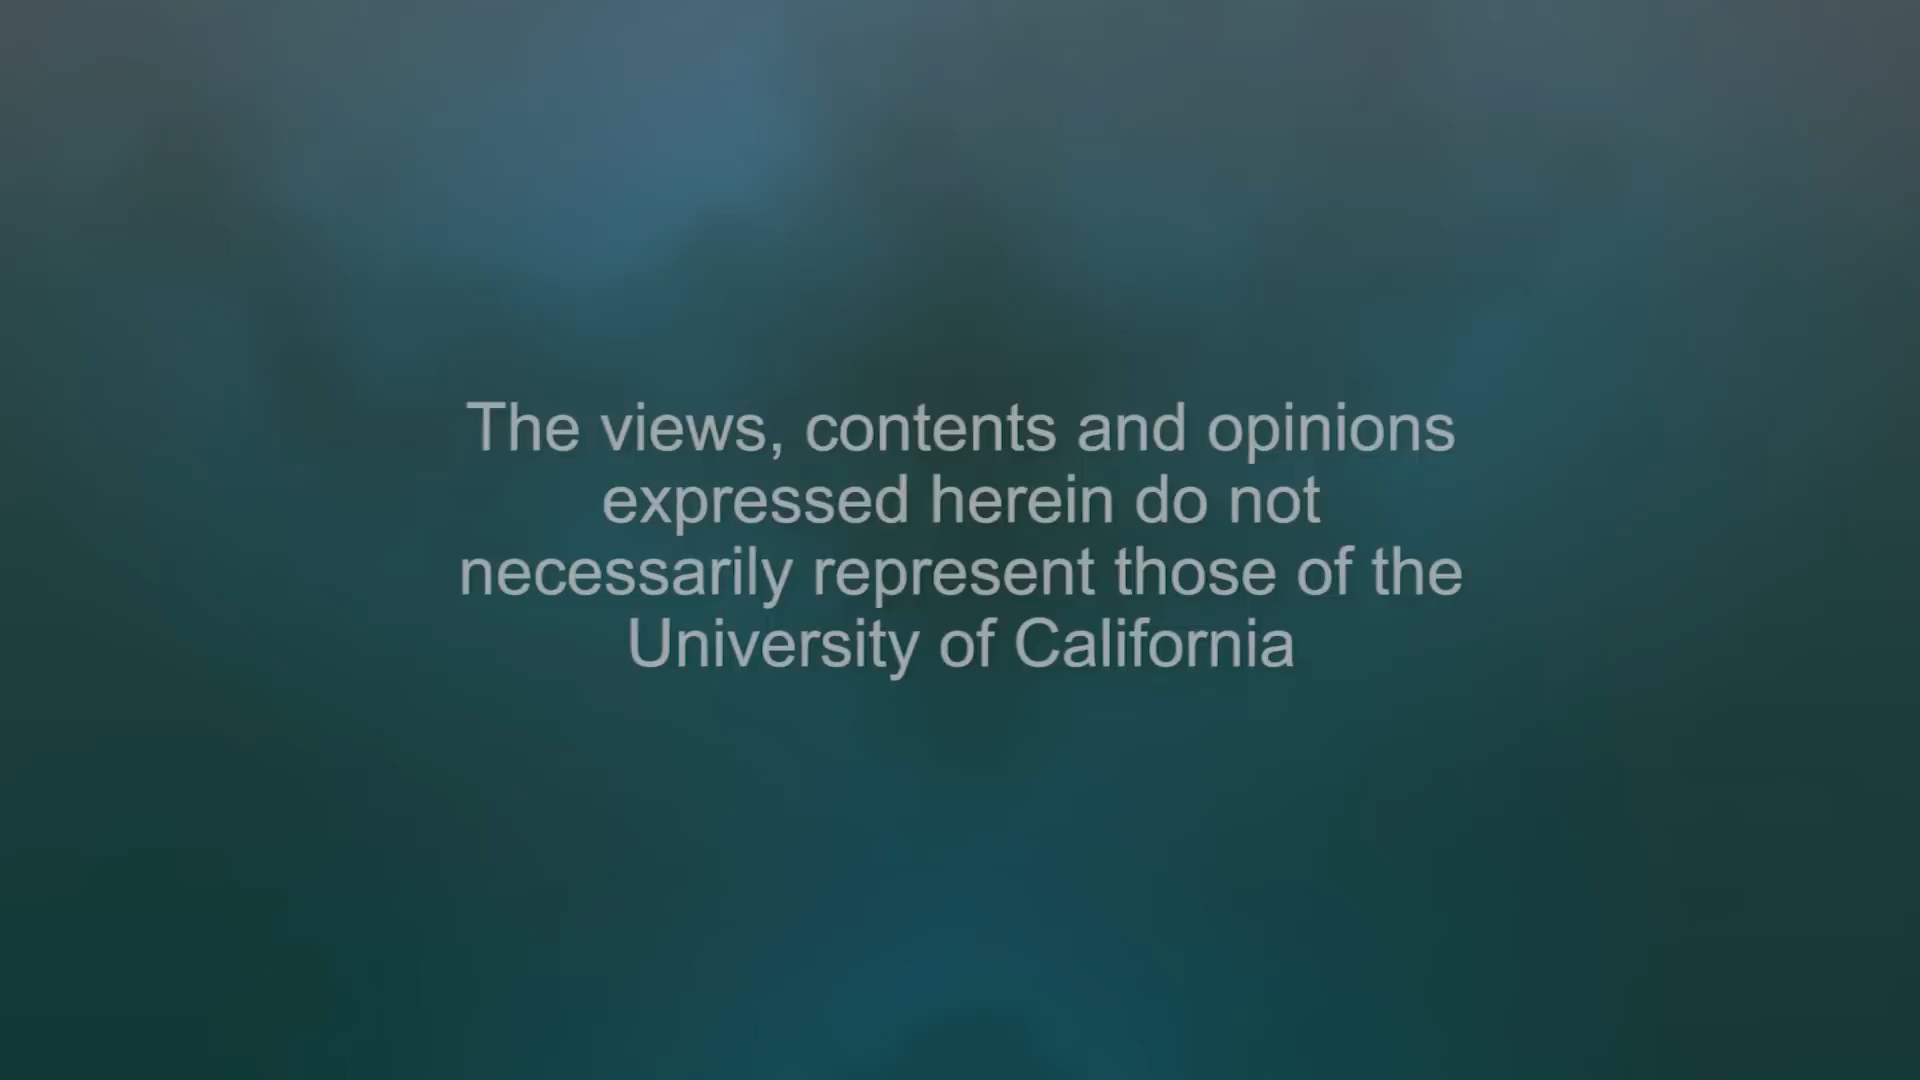 The views, contents and opinions
expressed herein do not
necessarily represent those of the
University of California